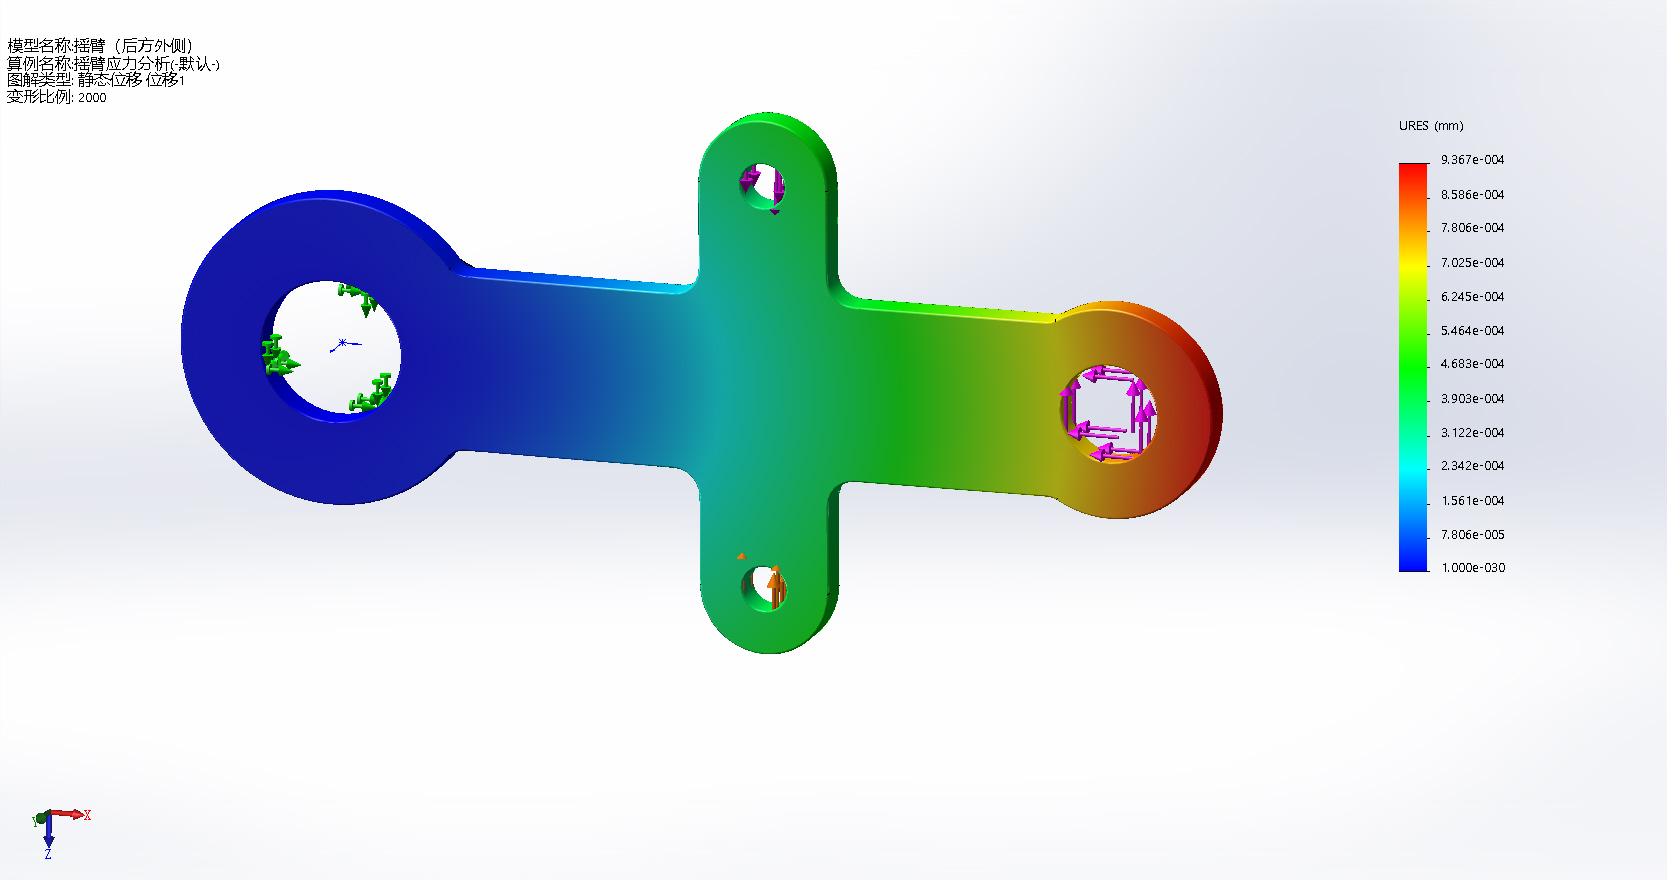 模型名称:摇臂（后方外侧）
算例名称:摇臂应力分析(-默认-)
图解类型: 静态位移 位移1
变形比例: 2000
URES (mm)
9.367e-004
8.586e-004
7.806e-004
7.025e-004
6.245e-004
5.464e-004
4.683e-004
3.903e-004
3.122e-004
2.342e-004
1.561e-004
7.806e-005
1.000e-030
Y
X
Z